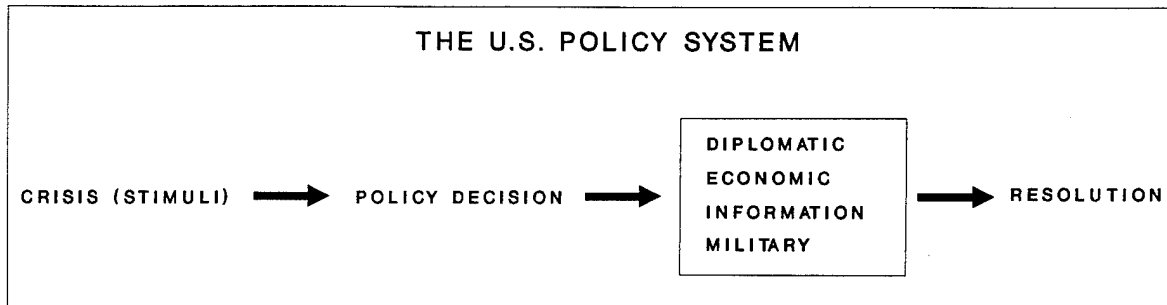 THE U.S. POLICY SYSTEM
CRISIS (STIMULI)
POLICY DECISION
DIPLOMATIC
ECONOMIC
INFORMATION
MILITARY
RESOLUTION